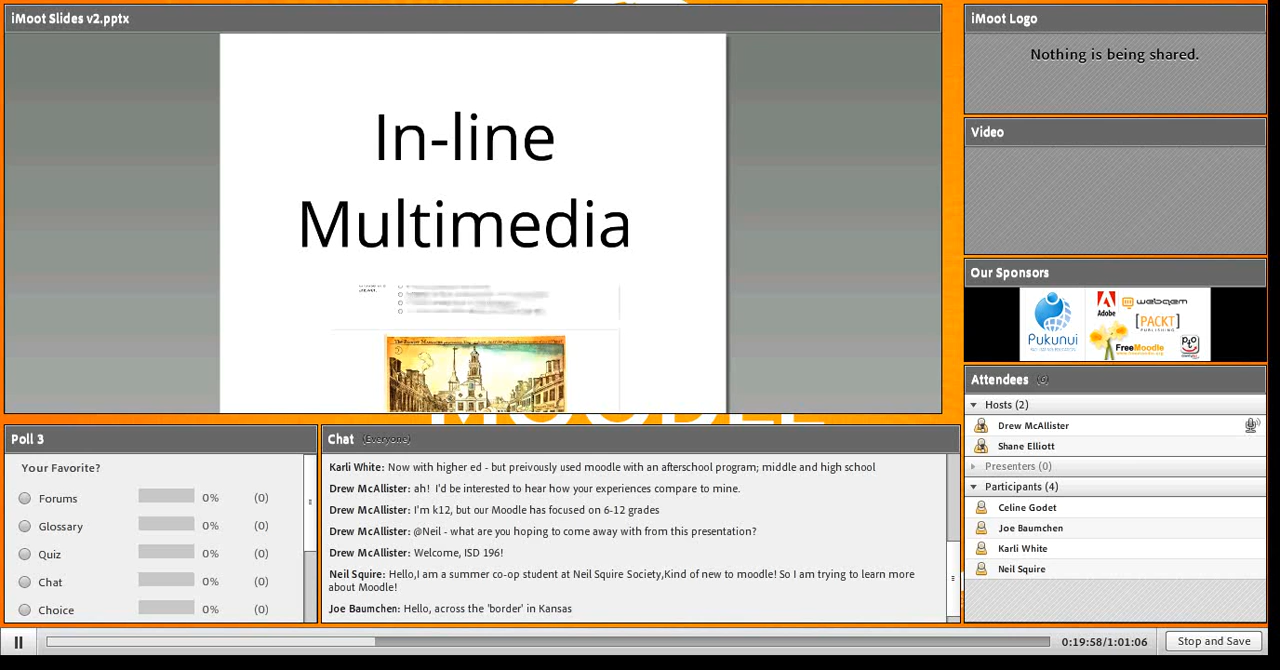 iMoot Slides v2.pptx
In-line
Multimedia
iMoot Logo
Nothing is being shared.
Video
Our Sponsors
Pukunui
Adobe
webqem
[PACKT]
PUBLISHING
FreeMoodle
Attendees (6)
Hosts (2)
Drew McAllister
Shane Elliott
Presenters (0)
Participants (4)
Celine Godet
Joe Baumchen
Karli White
Neil Squire
MOODLE
Poll 3
Your Favorite?
Forums 0% (0)
Glossary 0% (0)
Quiz 0% (0)
Chat 0% (0)
Choice 0% (0)
Chat (Everyone)
Karli White: Now with higher ed - but preivously used moodle with an afterschool program; middle and high school
Drew McAllister: ah! I'd be interested to hear how your experiences compare to mine.
Drew McAllister: I'm k12, but our Moodle has focused on 6-12 grades
Drew McAllister: @Neil - what are you hoping to come away with from this presentation?
Drew McAllister: Welcome, ISD 196!
Neil Squire: Hello,I am a summer co-op student at Neil Squire Society,Kind of new to moodle! So I am trying to learn more
about Moodle!
Joe Baumchen: Hello, across the 'border' in Kansas
0:19:58/1:01:06
Stop and Save